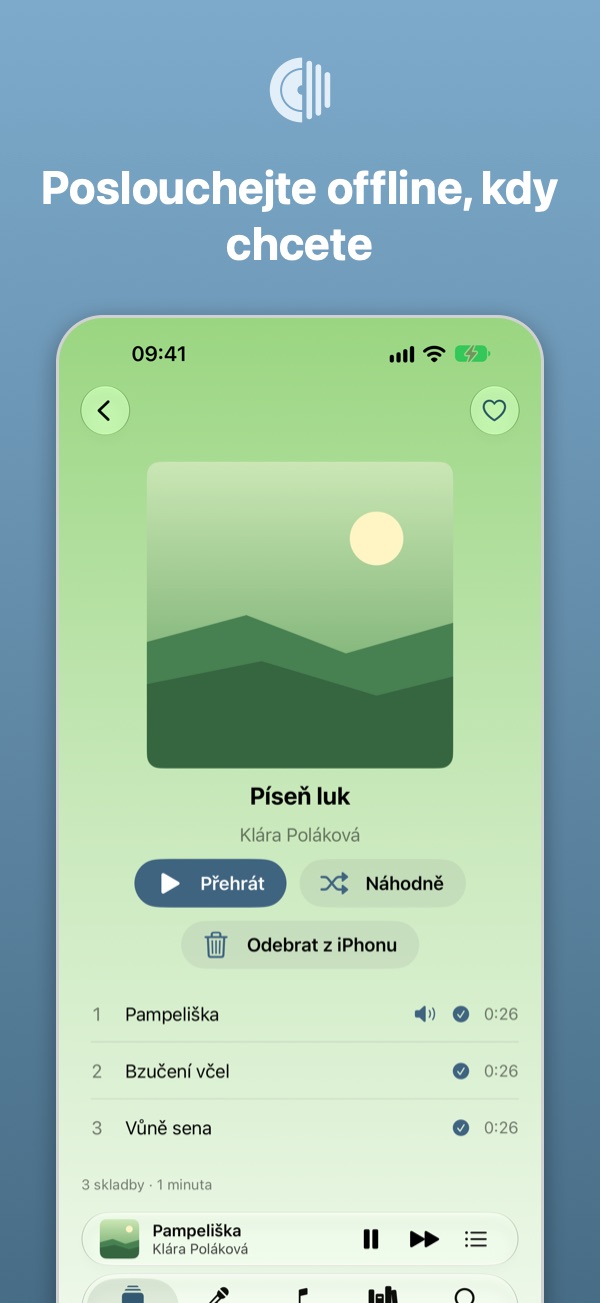 Poslouchejte offline, kdy
chcete
09:41
Píseň luk
Klára Poláková
Přehrát
Náhodně
Odebrat z iPhonu
1 Pampeliška 0:26
2 Bzučení včel 0:26
3 Vůně sena 0:26
3 skladby · 1 minuta
Pampeliška
Klára Poláková